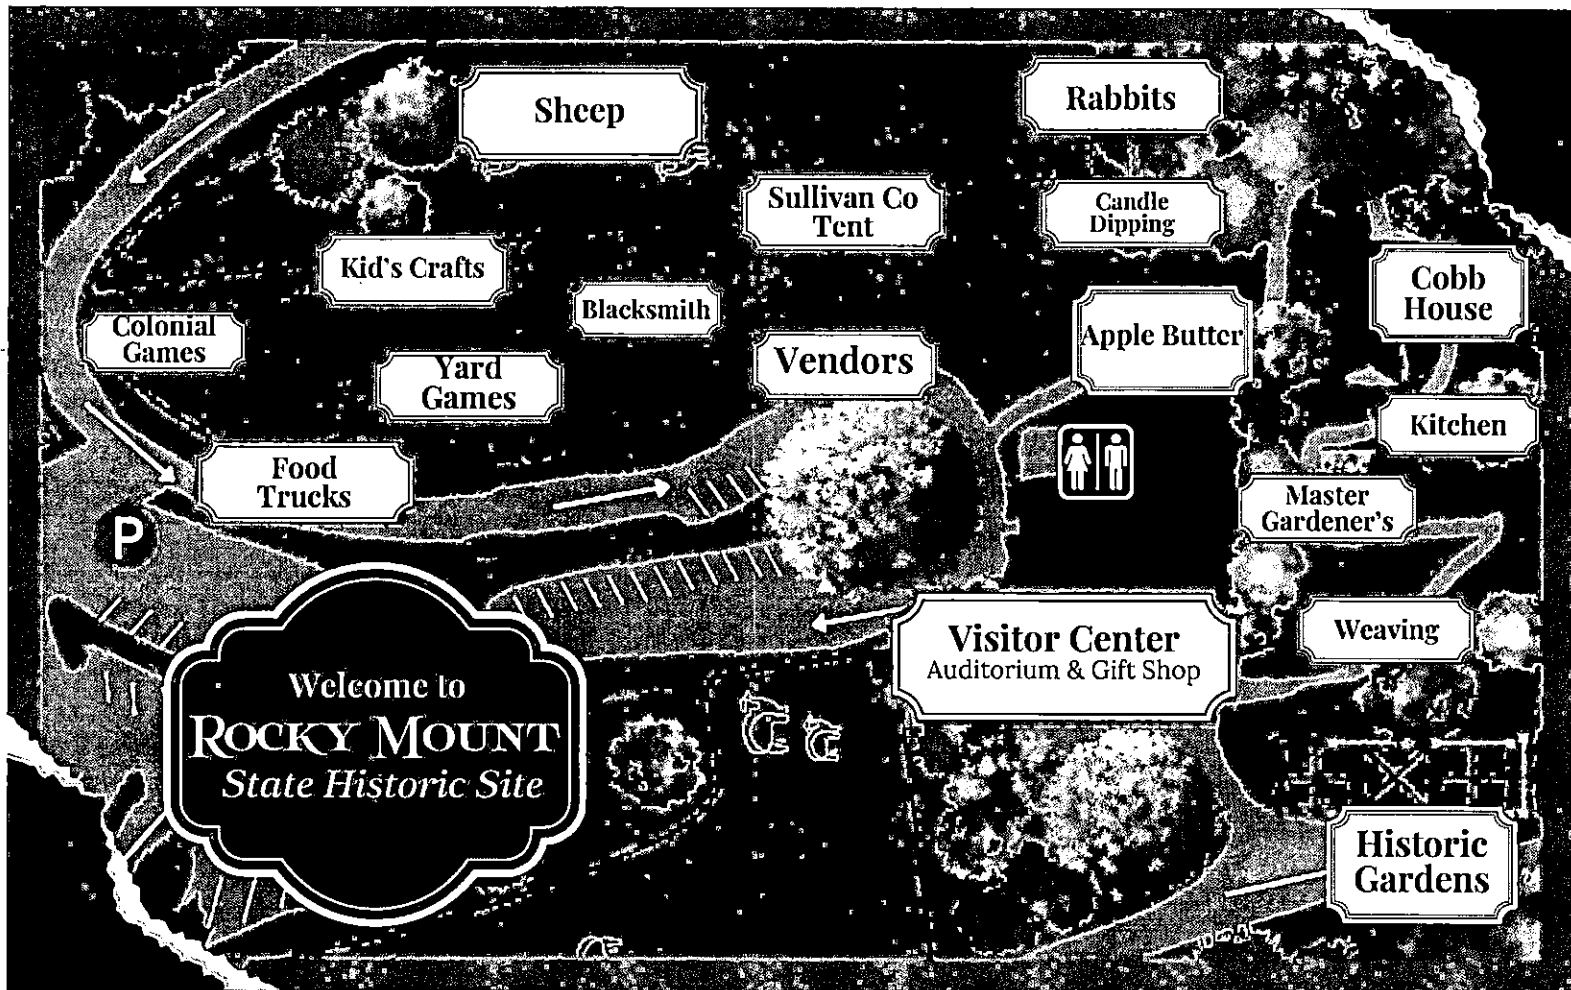 Sheep
Rabbits
Sullivan Co
Tent
Candle
Dipping
Kid's Crafts
Cobb
House
Blacksmith
Colonial
Games
Apple Butter
Vendors
Yard
Games
Kitchen
Food
Trucks
Master
Gardener's
P
Visitor Center
Auditorium & Gift Shop
Weaving
Welcome to
ROCKY MOUNT
State Historic Site
Historic
Gardens